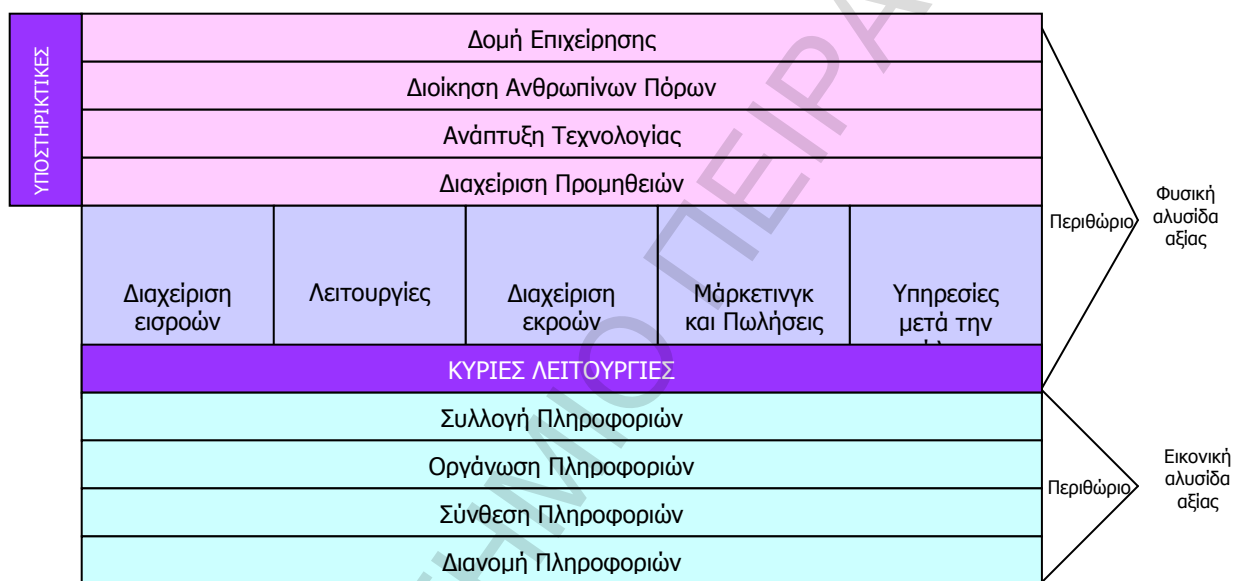 ΥΠΟΣΤΗΡΙΚΤΙΚΕΣ
Δομή Επιχείρησης
Διοίκηση Ανθρωπίνων Πόρων
Ανάπτυξη Τεχνολογίας
Διαχείριση Προμηθειών
Διαχείριση
εισροών
Λειτουργίες
Διαχείριση
εκροών
Μάρκετινγκ
και Πωλήσεις
Υπηρεσίες
μετά την
Περιθώριο
Φυσική
αλυσίδα
αξίας
ΚΥΡΙΕΣ ΛΕΙΤΟΥΡΓΙΕΣ
Συλλογή Πληροφοριών
Οργάνωση Πληροφοριών
Σύνθεση Πληροφοριών
Διανομή Πληροφοριών
Περιθώριο
Εικονική
αλυσίδα
αξίας